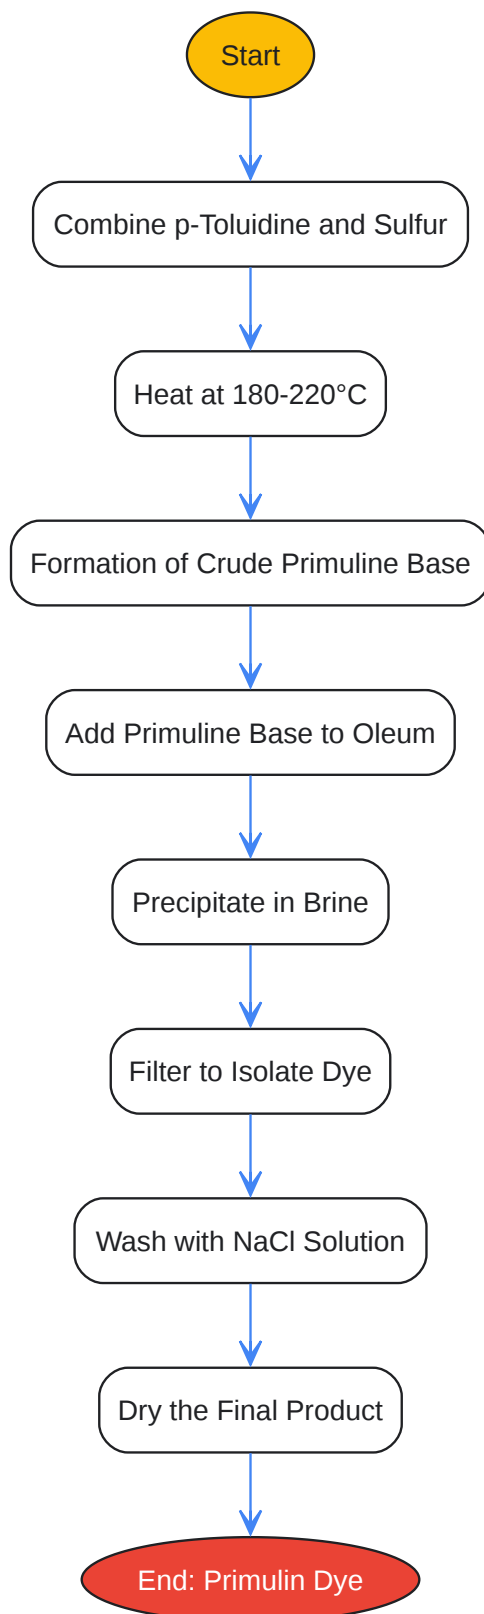 Start
Combine p-Toluidine and Sulfur
Heat at 180-220°C
Formation of Crude Primuline Base
Add Primuline Base to Oleum
Precipitate in Brine
Filter to Isolate Dye
Wash with NaCl Solution
Dry the Final Product
End: Primulin Dye